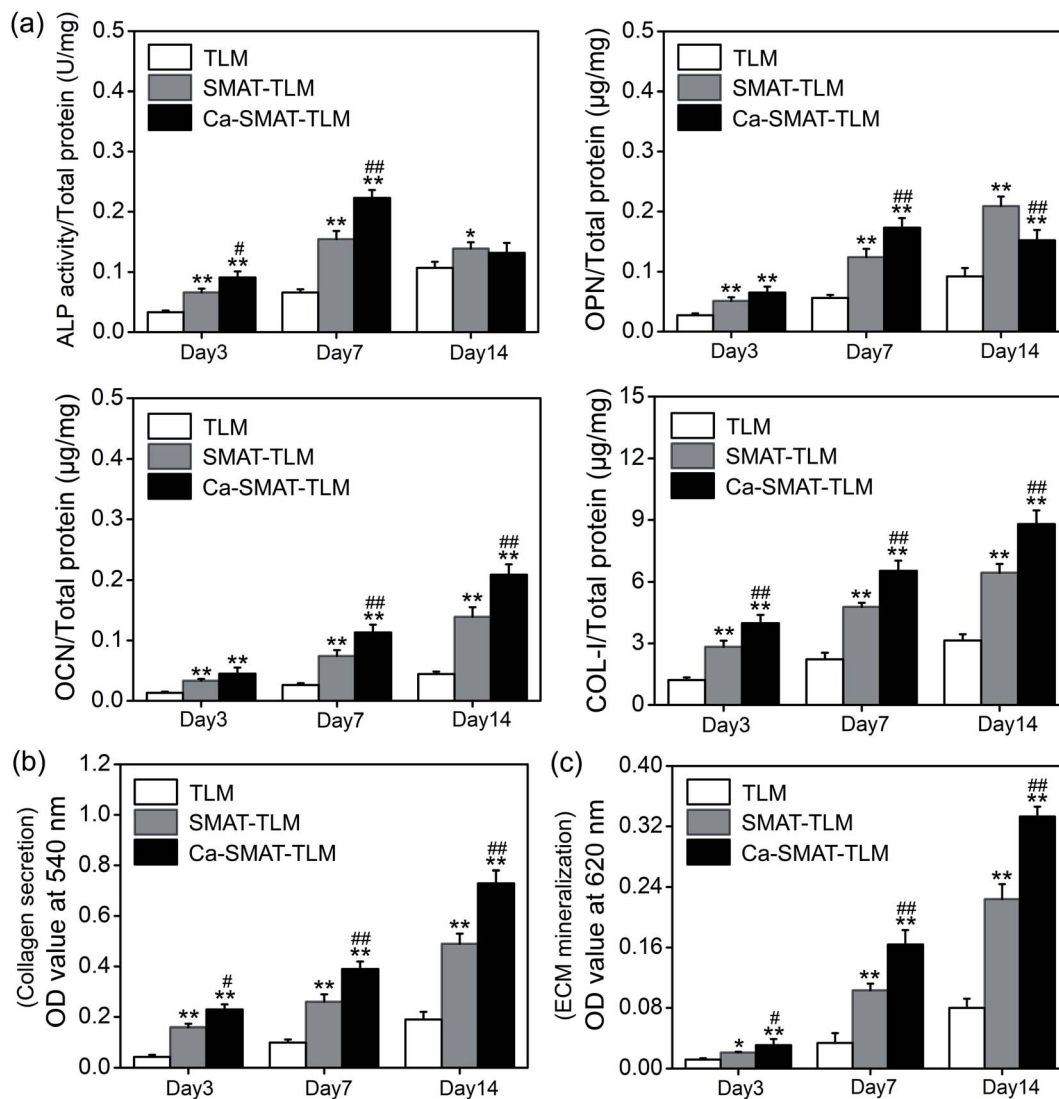 (a)
ALP activity/Total protein (U/mg)
0.5
0.4
0.3
0.2
0.1
0.0
TLM
SMAT-TLM
Ca-SMAT-TLM
** # **
** ## **
*
Day3 Day7 Day14
OPN/Total protein (µg/mg)
0.5
0.4
0.3
0.2
0.1
0.0
TLM
SMAT-TLM
Ca-SMAT-TLM
** **
** ## **
** ## **
Day3 Day7 Day14
OCN/Total protein (µg/mg)
0.5
0.4
0.3
0.2
0.1
0.0
TLM
SMAT-TLM
Ca-SMAT-TLM
** **
** ## **
** ## **
Day3 Day7 Day14
COL-I/Total protein (µg/mg)
15
12
9
6
3
0
TLM
SMAT-TLM
Ca-SMAT-TLM
** ## **
** ## **
** ## **
Day3 Day7 Day14
(b)
(Collagen secretion)
OD value at 540 nm
1.2
1.0
0.8
0.6
0.4
0.2
0.0
TLM
SMAT-TLM
Ca-SMAT-TLM
** # **
** ## **
** ## **
Day3 Day7 Day14
(c)
(ECM mineralization)
OD value at 620 nm
0.40
0.32
0.24
0.16
0.08
0.00
TLM
SMAT-TLM
Ca-SMAT-TLM
* # **
** ## **
** ## **
Day3 Day7 Day14